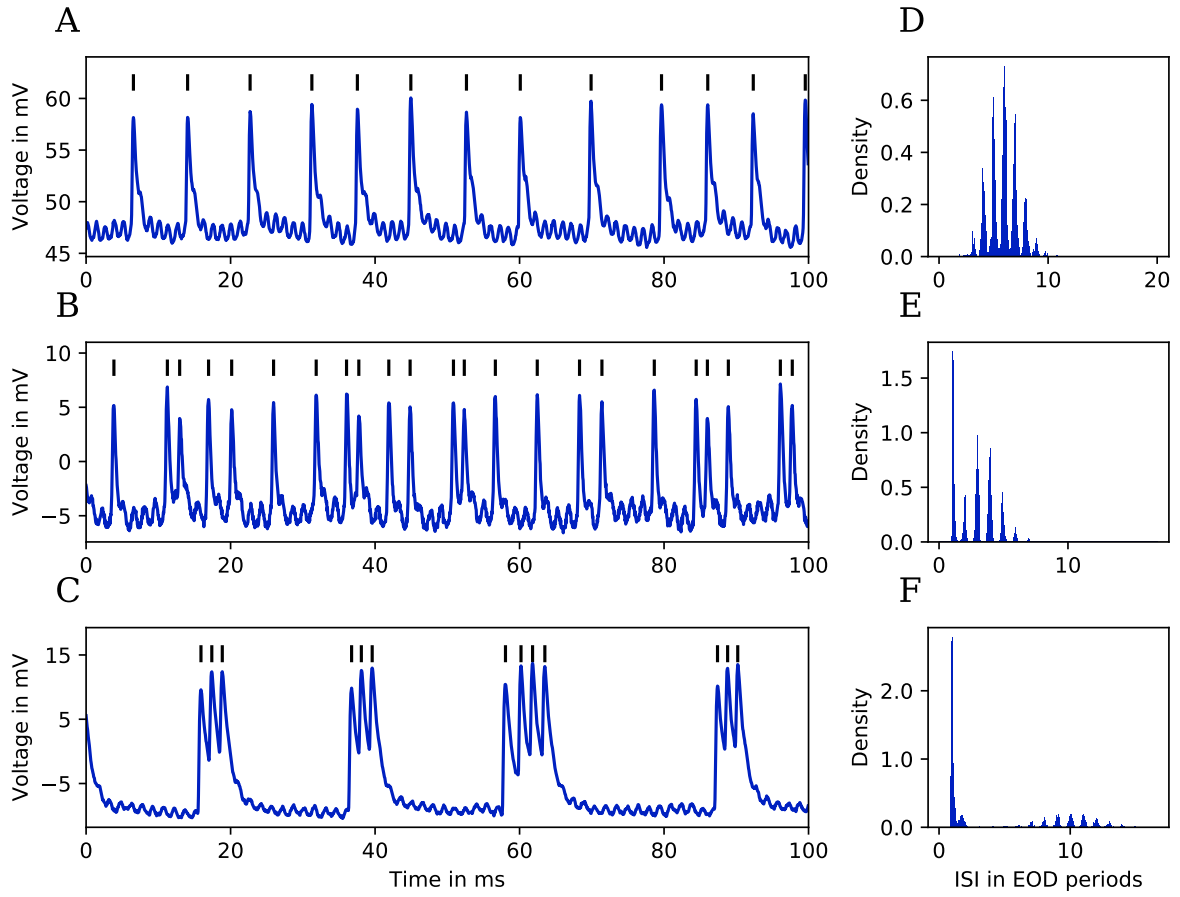 A
Voltage in mV
60
55
50
45
0 20 40 60 80 100
D
Density
0.6
0.4
0.2
0.0
0 10 20
B
Voltage in mV
10
5
0
−5
0 20 40 60 80 100
E
Density
1.5
1.0
0.5
0.0
0 10
C
Voltage in mV
15
5
−5
0 20 40 60 80 100
Time in ms
F
Density
2.0
1.0
0.0
0 10
ISI in EOD periods